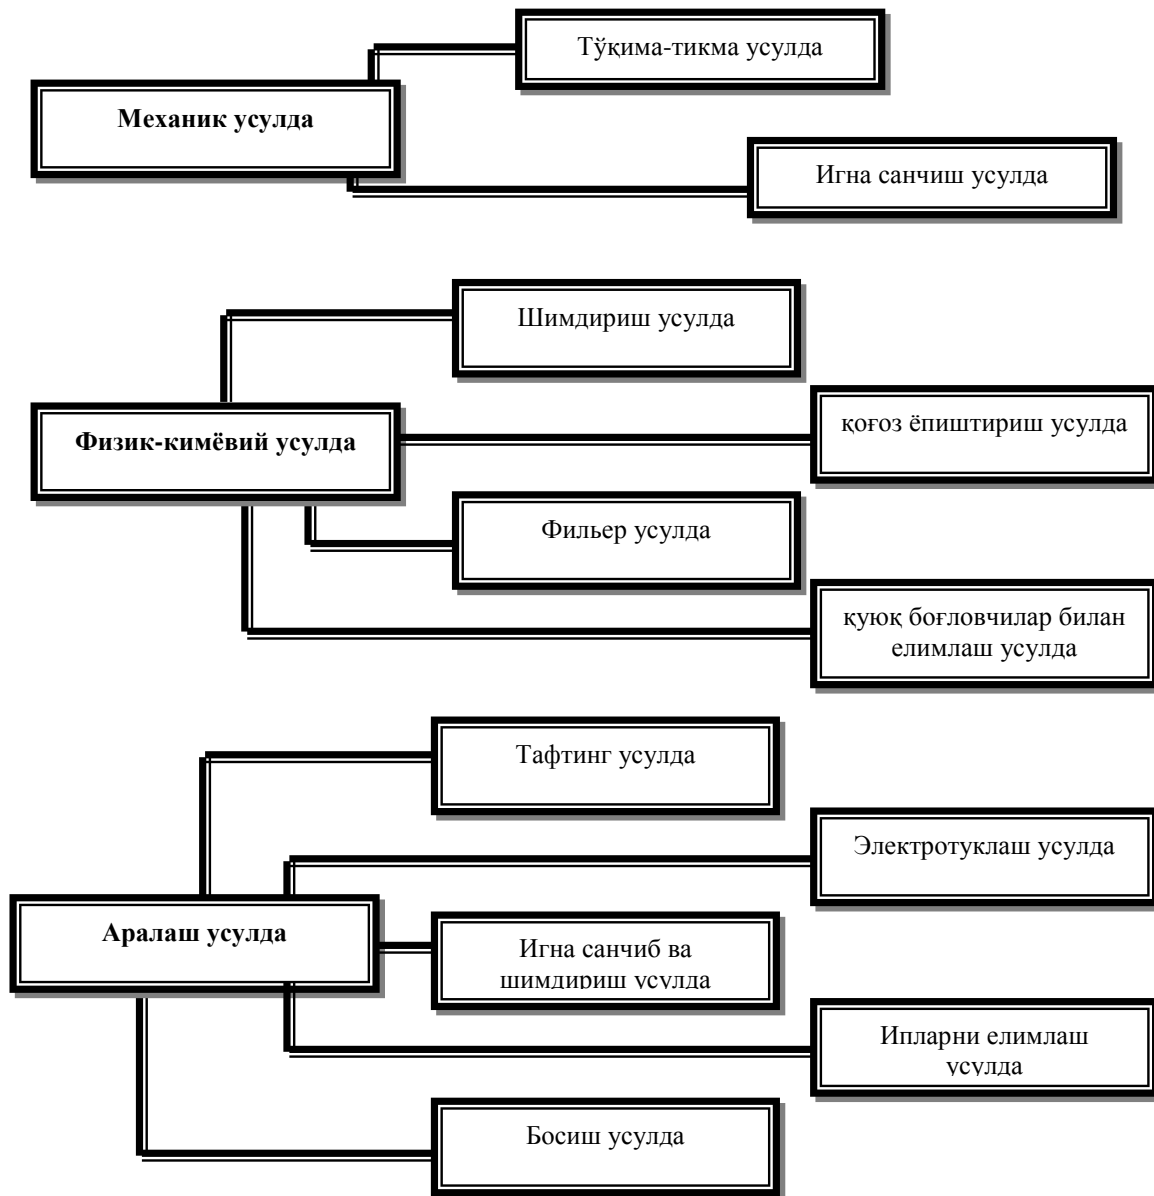 Тўқима-тикма усулда
Механик усулда
Игна санчиш усулда
Шимдириш усулда
қоғоз ёпиштириш усулда
Физик-кимёвий усулда
Фильер усулда
қуюқ боғловчилар билан
елимлаш усулда
Тафтинг усулда
Электротуклаш усулда
Аралаш усулда
Игна санчиб ва
шимдириш усулда
Ипларни елимлаш
усулда
Босиш усулда